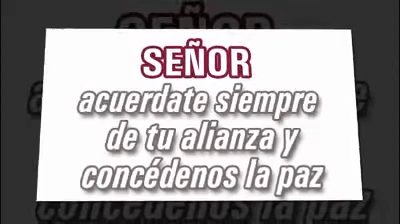 SEÑOR
acuerdate siempre
de tu alianza y
concédenos la paz